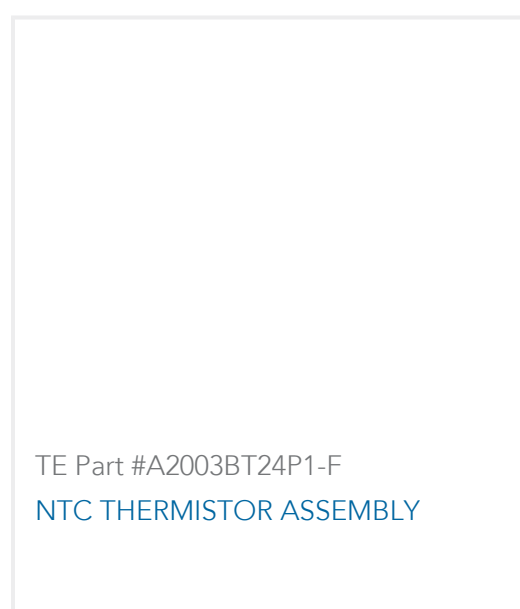 TE Part #A2003BT24P1-F
NTC THERMISTOR ASSEMBLY